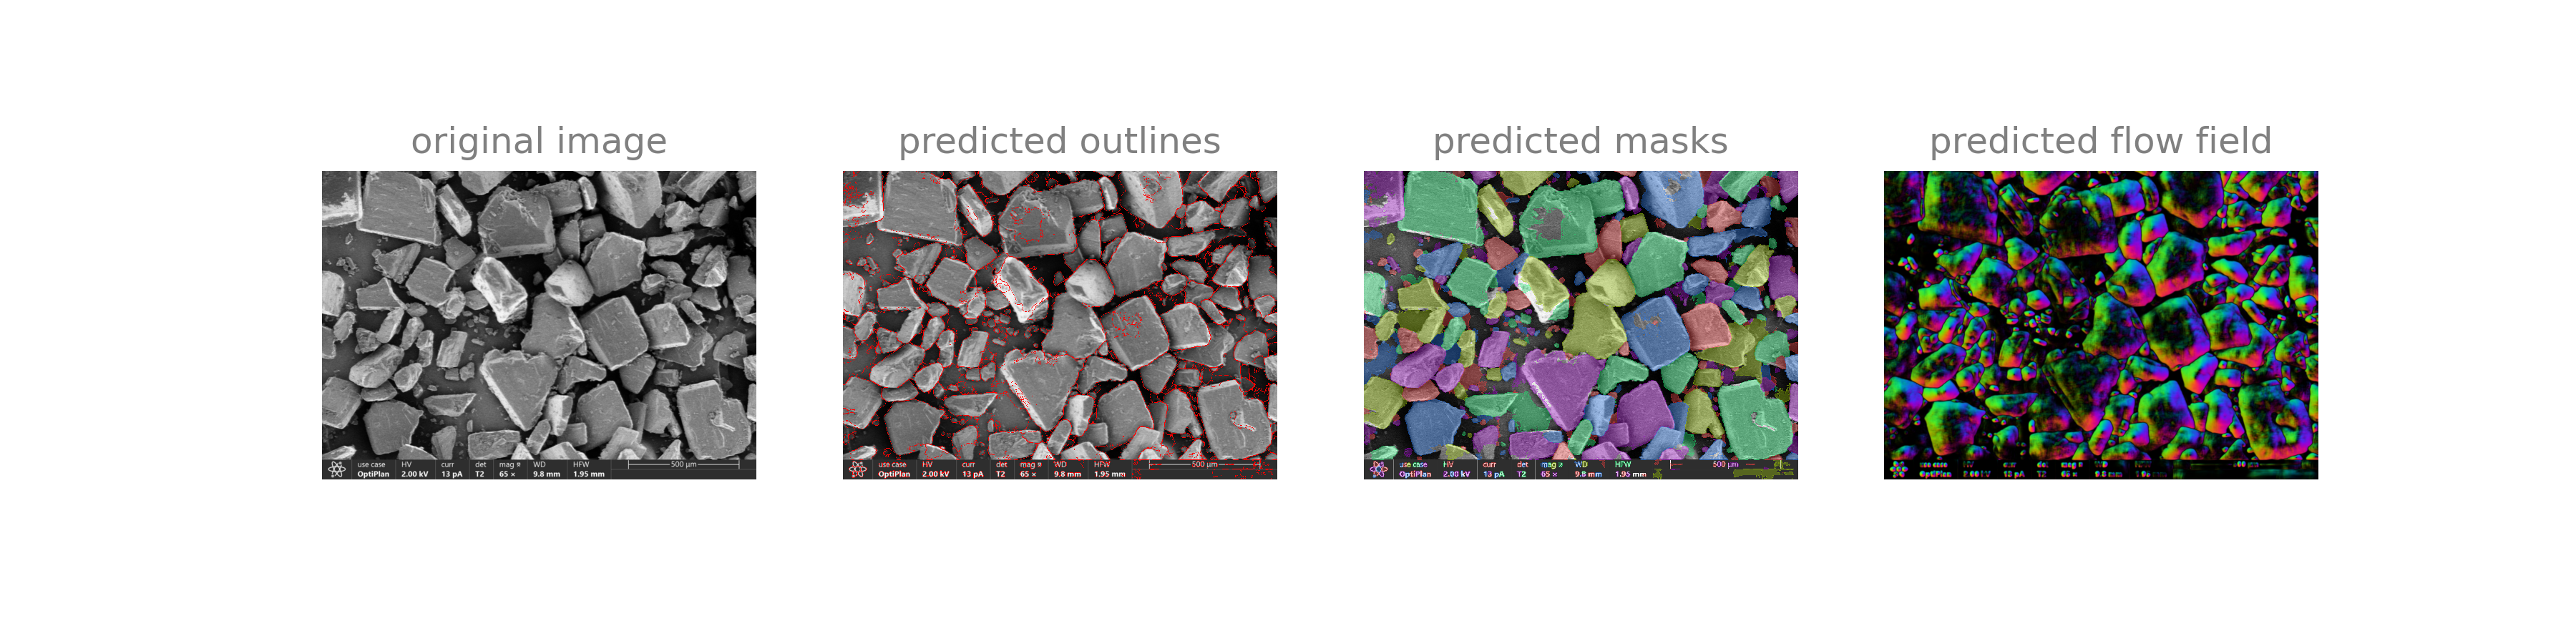 original image
predicted outlines
predicted masks
predicted flow field
use case HV curr det mag WD HFW 500 µm
OptiPlan 2.00 kV 13 pA T2 65 × 9.8 mm 1.95 mm
use case HV curr det mag WD HFW 500 µm
OptiPlan 2.00 kV 13 pA T2 65 × 9.8 mm 1.95 mm
use case HV curr det mag WD HFW 500 µm
OptiPlan 2.00 kV 13 pA T2 65 × 9.8 mm 1.95 mm